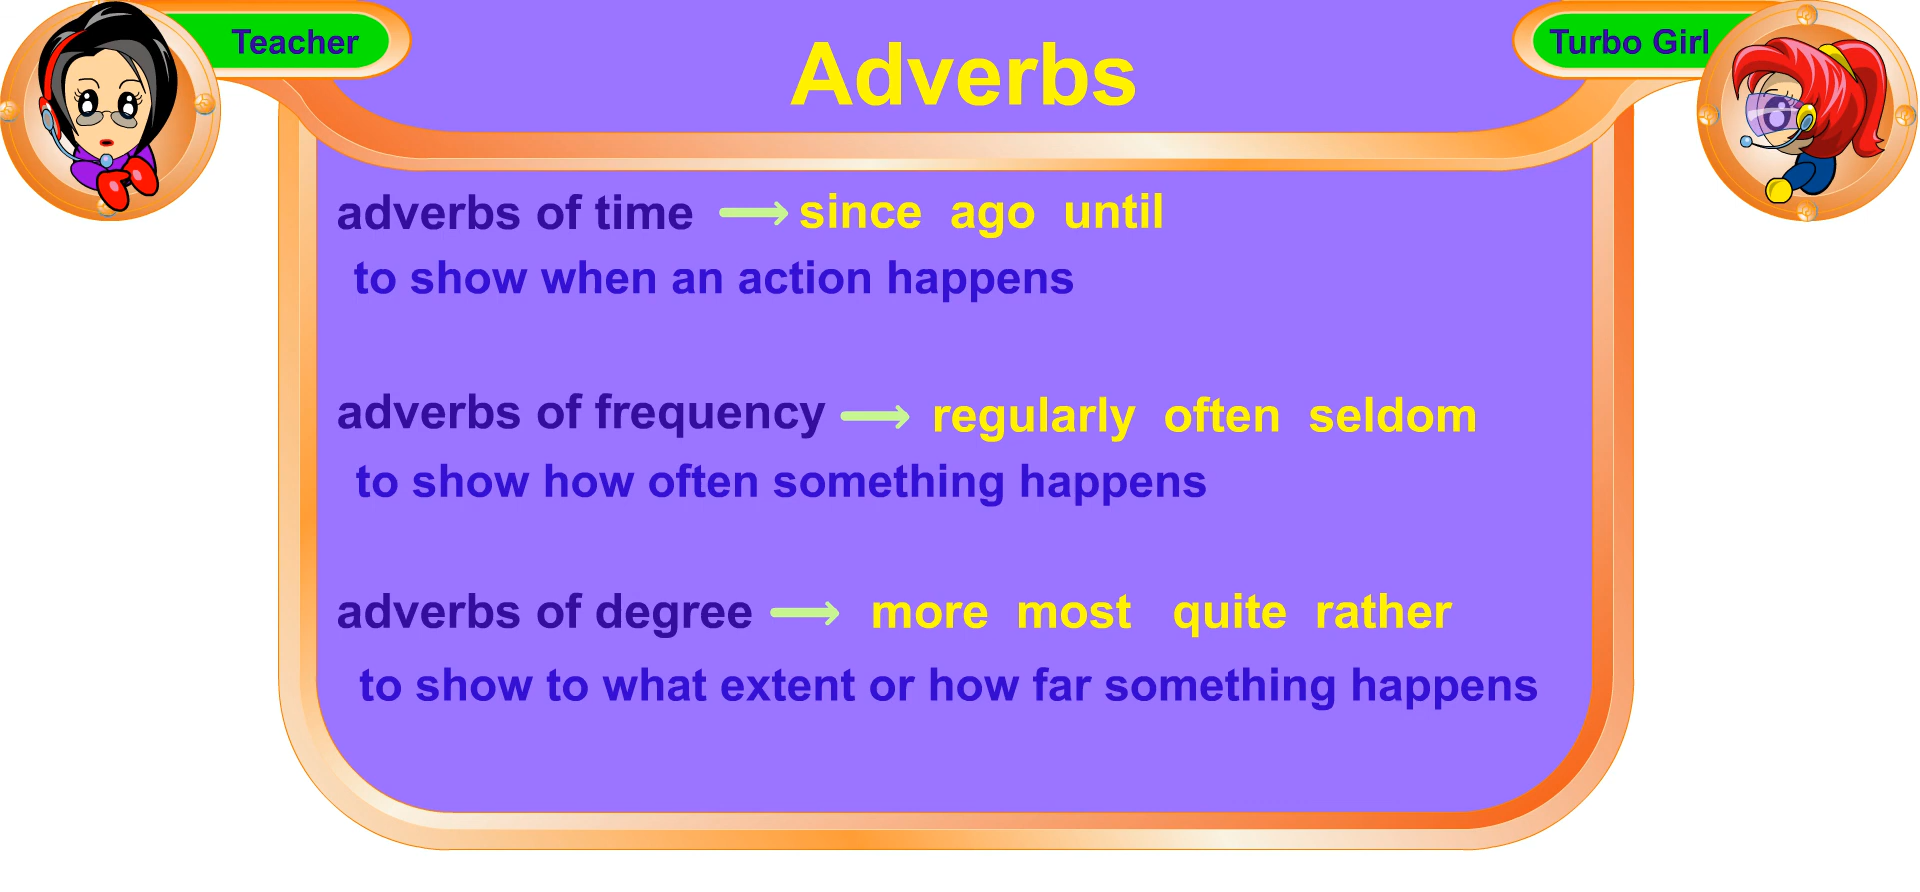 Teacher
Turbo Girl
Adverbs
adverbs of time → since ago until
to show when an action happens
adverbs of frequency → regularly often seldom
to show how often something happens
adverbs of degree → more most quite rather
to show to what extent or how far something happens